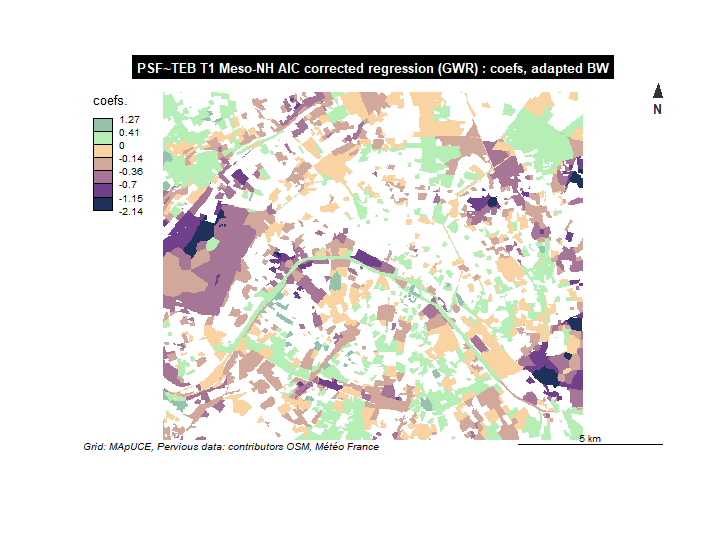 PSF~TEB T1 Meso-NH AIC corrected regression (GWR) : coefs, adapted BW
N
coefs.
1.27
0.41
0
-0.14
-0.36
-0.7
-1.15
-2.14
5 km
Grid: MApUCE, Pervious data: contributors OSM, Météo France